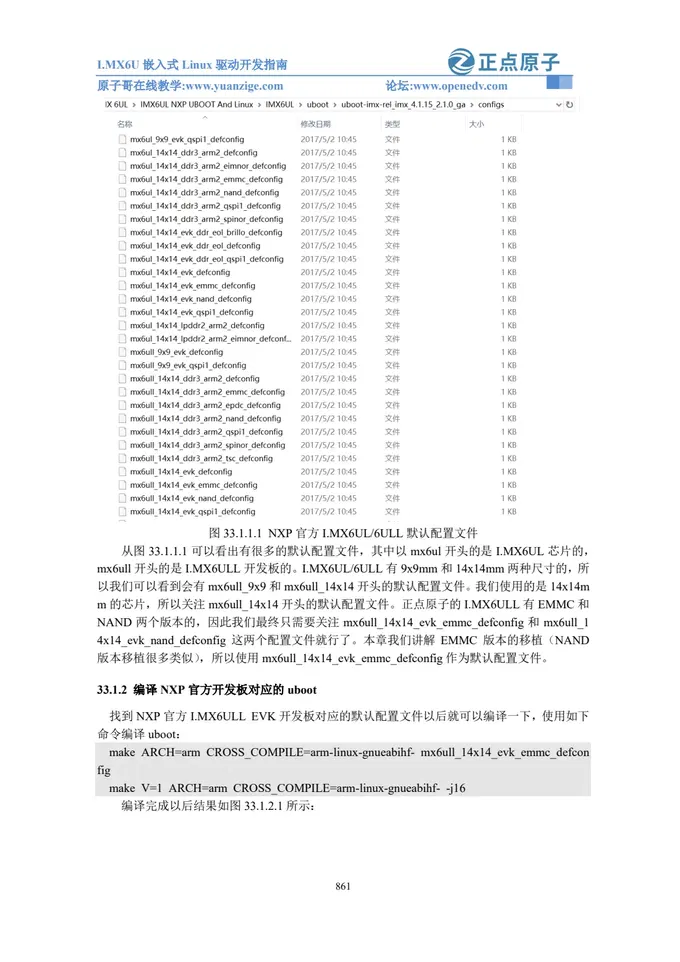 I.MX6U 嵌入式 Linux 驱动开发指南
正点原子
原子哥在线教学:www.yuanzige.com 论坛:www.openedv.com
IX 6UL > IMX6UL NXP UBOOT And Linux > IMX6UL > uboot > uboot-imx-rel_imx_4.1.15_2.1.0_ga > configs
名称 修改日期 类型 大小
mx6ul_9x9_evk_qspi1_defconfig 2017/5/2 10:45 文件 1 KB
mx6ul_14x14_ddr3_arm2_defconfig 2017/5/2 10:45 文件 1 KB
mx6ul_14x14_ddr3_arm2_eimnor_defconfig 2017/5/2 10:45 文件 1 KB
mx6ul_14x14_ddr3_arm2_emmc_defconfig 2017/5/2 10:45 文件 1 KB
mx6ul_14x14_ddr3_arm2_nand_defconfig 2017/5/2 10:45 文件 1 KB
mx6ul_14x14_ddr3_arm2_qspi1_defconfig 2017/5/2 10:45 文件 1 KB
mx6ul_14x14_ddr3_arm2_spinor_defconfig 2017/5/2 10:45 文件 1 KB
mx6ul_14x14_evk_ddr_eol_brillo_defconfig 2017/5/2 10:45 文件 1 KB
mx6ul_14x14_evk_ddr_eol_defconfig 2017/5/2 10:45 文件 1 KB
mx6ul_14x14_evk_ddr_eol_qspi1_defconfig 2017/5/2 10:45 文件 1 KB
mx6ul_14x14_evk_defconfig 2017/5/2 10:45 文件 1 KB
mx6ul_14x14_evk_emmc_defconfig 2017/5/2 10:45 文件 1 KB
mx6ul_14x14_evk_nand_defconfig 2017/5/2 10:45 文件 1 KB
mx6ul_14x14_evk_qspi1_defconfig 2017/5/2 10:45 文件 1 KB
mx6ul_14x14_lpddr2_arm2_defconfig 2017/5/2 10:45 文件 1 KB
mx6ul_14x14_lpddr2_arm2_eimnor_defconf... 2017/5/2 10:45 文件 1 KB
mx6ull_9x9_evk_defconfig 2017/5/2 10:45 文件 1 KB
mx6ull_9x9_evk_qspi1_defconfig 2017/5/2 10:45 文件 1 KB
mx6ull_14x14_ddr3_arm2_defconfig 2017/5/2 10:45 文件 1 KB
mx6ull_14x14_ddr3_arm2_emmc_defconfig 2017/5/2 10:45 文件 1 KB
mx6ull_14x14_ddr3_arm2_epdc_defconfig 2017/5/2 10:45 文件 1 KB
mx6ull_14x14_ddr3_arm2_nand_defconfig 2017/5/2 10:45 文件 1 KB
mx6ull_14x14_ddr3_arm2_qspi1_defconfig 2017/5/2 10:45 文件 1 KB
mx6ull_14x14_ddr3_arm2_spinor_defconfig 2017/5/2 10:45 文件 1 KB
mx6ull_14x14_ddr3_arm2_tsc_defconfig 2017/5/2 10:45 文件 1 KB
mx6ull_14x14_evk_defconfig 2017/5/2 10:45 文件 1 KB
mx6ull_14x14_evk_emmc_defconfig 2017/5/2 10:45 文件 1 KB
mx6ull_14x14_evk_nand_defconfig 2017/5/2 10:45 文件 1 KB
mx6ull_14x14_evk_qspi1_defconfig 2017/5/2 10:45 文件 1 KB
图 33.1.1.1 NXP 官方 I.MX6UL/6ULL 默认配置文件
从图 33.1.1.1 可以看出有很多的默认配置文件，其中以 mx6ul 开头的是 I.MX6UL 芯片的，
mx6ull 开头的是 I.MX6ULL 开发板的。I.MX6UL/6ULL 有 9x9mm 和 14x14mm 两种尺寸的，所
以我们可以看到会有 mx6ull_9x9 和 mx6ull_14x14 开头的默认配置文件。我们使用的是 14x14m
m 的芯片，所以关注 mx6ull_14x14 开头的默认配置文件。正点原子的 I.MX6ULL 有 EMMC 和
NAND 两个版本的，因此我们最终只需要关注 mx6ull_14x14_evk_emmc_defconfig 和 mx6ull_1
4x14_evk_nand_defconfig 这两个配置文件就行了。本章我们讲解 EMMC 版本的移植（NAND
版本移植很多类似），所以使用 mx6ull_14x14_evk_emmc_defconfig 作为默认配置文件。
33.1.2 编译 NXP 官方开发板对应的 uboot
找到 NXP 官方 I.MX6ULL EVK 开发板对应的默认配置文件以后就可以编译一下，使用如下
命令编译 uboot：
make ARCH=arm CROSS_COMPILE=arm-linux-gnueabihf- mx6ull_14x14_evk_emmc_defcon
fig
make V=1 ARCH=arm CROSS_COMPILE=arm-linux-gnueabihf- -j16
编译完成以后结果如图 33.1.2.1 所示：
861